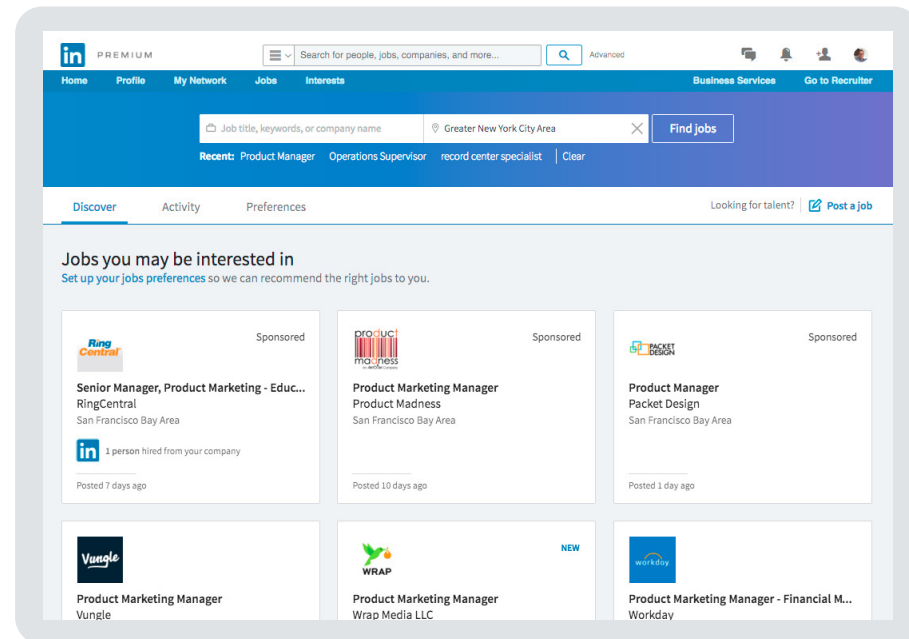 in PREMIUM
Search for people, jobs, companies, and more...
Advanced
Home Profile My Network Jobs Interests Business Services Go to Recruiter
Job title, keywords, or company name
Greater New York City Area
Find jobs
Recent: Product Manager Operations Supervisor record center specialist Clear
Discover Activity Preferences
Looking for talent? Post a job
Jobs you may be interested in
Set up your jobs preferences so we can recommend the right jobs to you.
Ring
Central
Sponsored
Senior Manager, Product Marketing - Educ...
RingCentral
San Francisco Bay Area
in 1 person hired from your company
Posted 7 days ago
product
madness
Sponsored
Product Marketing Manager
Product Madness
San Francisco Bay Area
Posted 10 days ago
PACKET
DESIGN
Sponsored
Product Manager
Packet Design
San Francisco Bay Area
Posted 1 day ago
Vungle
Product Marketing Manager
Vungle
WRAP
NEW
Product Marketing Manager
Wrap Media LLC
workday
Product Marketing Manager - Financial M...
Workday